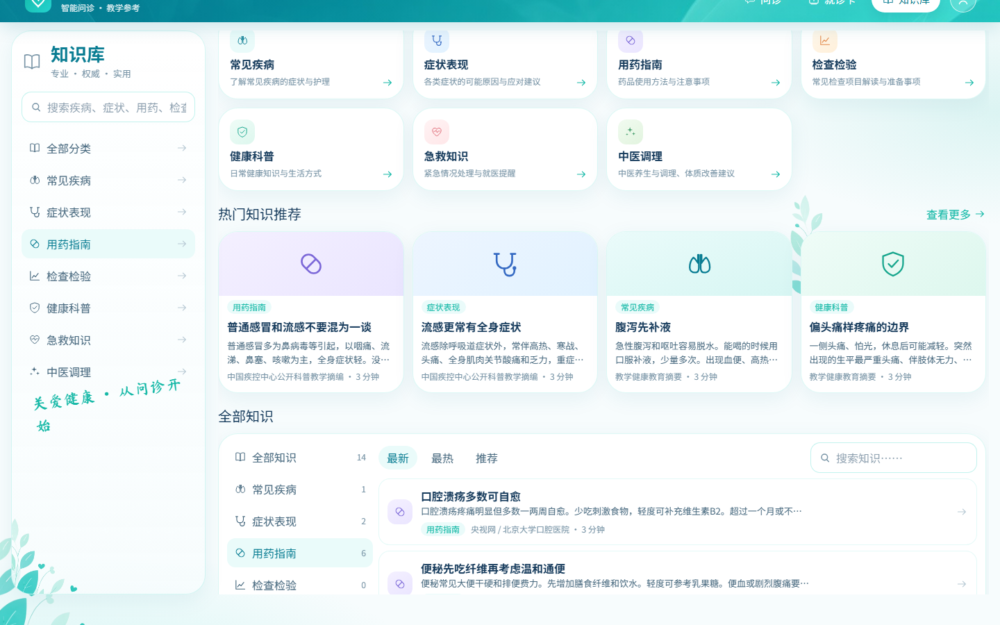 智能问诊 • 教学参考
问诊
就诊卡
知识库
知识库
专业 • 权威 • 实用
搜索疾病、症状、用药、检查
全部分类
常见疾病
症状表现
用药指南
检查检验
健康科普
急救知识
中医调理
关爱健康 • 从问诊开
始
常见疾病
了解常见疾病的症状与护理
症状表现
各类症状的可能原因与应对建议
用药指南
药品使用方法与注意事项
检查检验
常见检查项目解读与准备事项
健康科普
日常健康知识与生活方式
急救知识
紧急情况处理与就医提醒
中医调理
中医养生与调理、体质改善建议
热门知识推荐
查看更多
用药指南
普通感冒和流感不要混为一谈
普通感冒多为鼻病毒等引起，以咽痛、流
涕、鼻塞、咳嗽为主，全身症状轻。没…
中国疾控中心公开科普教学摘编 • 3 分钟
症状表现
流感更常有全身症状
流感除呼吸道症状外，常伴高热、寒战、
头痛、全身肌肉关节酸痛和乏力，重症…
中国疾控中心公开科普教学摘编 • 3 分钟
常见疾病
腹泻先补液
急性腹泻和呕吐容易脱水。能喝的时候用
口服补液，少量多次。出现血便、高热…
教学健康教育摘要 • 3 分钟
健康科普
偏头痛样疼痛的边界
一侧头痛、怕光，休息后可能减轻。突然
出现的生平最严重头痛、伴肢体无力、…
教学健康教育摘要 • 3 分钟
全部知识
全部知识 14
常见疾病 1
症状表现 2
用药指南 6
检查检验 0
最新
最热
推荐
搜索知识……
口腔溃疡多数可自愈
口腔溃疡疼痛明显但多数一两周自愈。少吃刺激食物，轻度可补充维生素B2。超过一个月或不…
用药指南 央视网 / 北京大学口腔医院 • 3 分钟
便秘先吃纤维再考虑温和通便
便秘常见大便干硬和排便费力。先增加膳食纤维和饮水。轻度可参考乳果糖。便血或剧烈腹痛要…